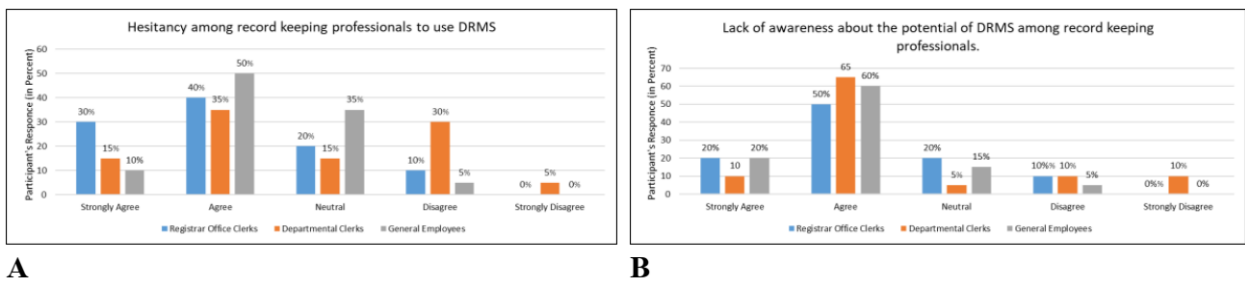 Hesitancy among record keeping professionals to use DRMS
Participant's Responce (in Percent)
60
50
40
30
20
10
0
30%
15%
10%
40%
35%
50%
20%
15%
35%
10%
30%
5%
0%
5%
0%
Strongly Agree
Agree
Neutral
Disagree
Strongly Disagree
Registrar Office Clerks
Departmental Clerks
General Employees
A
Lack of awareness about the potential of DRMS among record keeping
professionals.
Participant's Responce (in Percent)
70
60
50
40
30
20
10
0
20%
10
20%
50%
65
60%
20%
5%
15%
10%%
10%
5%
0%%
10%
0%
Strongly Agree
Agree
Neutral
Disagree
Strongly Disagree
Registrar Office Clerks
Departmental Clerks
General Employees
B